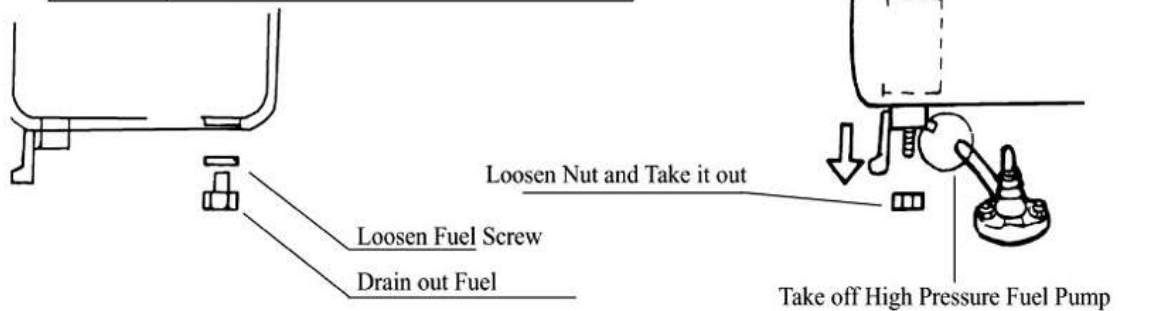 Loosen Nut and Take it out
Loosen Fuel Screw
Drain out Fuel
Take off High Pressure Fuel Pump